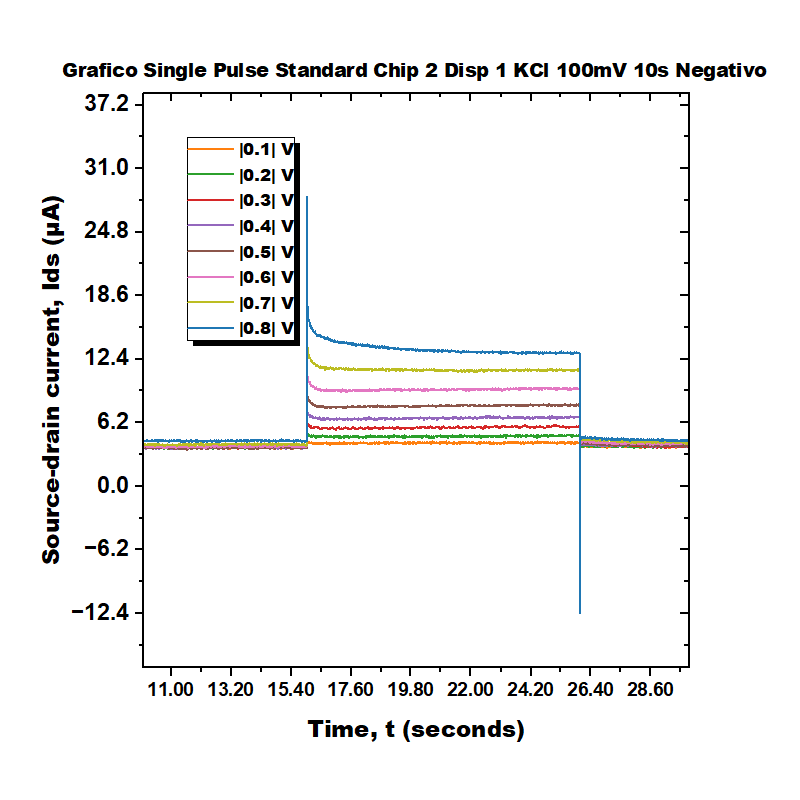 Grafico Single Pulse Standard Chip 2 Disp 1 KCl 100mV 10s Negativo
37.2
31.0
24.8
18.6
12.4
6.2
0.0
−6.2
−12.4
Source-drain current, Ids (µA)
|0.1| V
|0.2| V
|0.3| V
|0.4| V
|0.5| V
|0.6| V
|0.7| V
|0.8| V
11.00 13.20 15.40 17.60 19.80 22.00 24.20 26.40 28.60
Time, t (seconds)